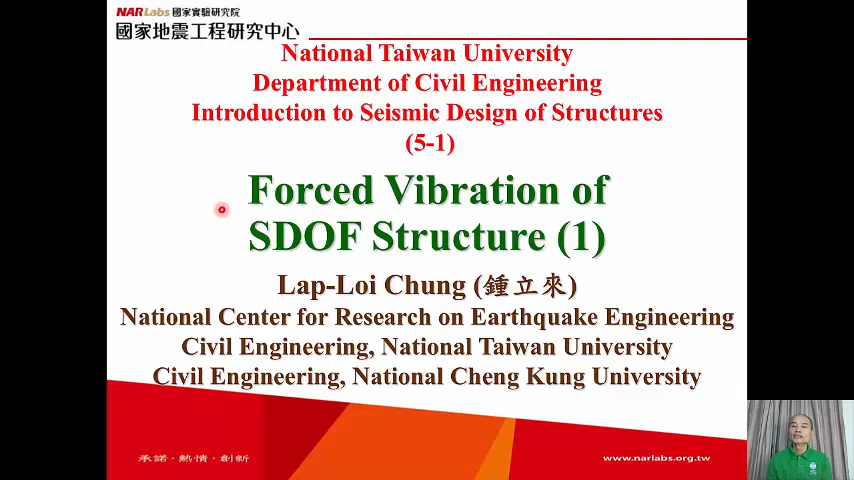 NARLabs 國家實驗研究院
國家地震工程研究中心
National Taiwan University
Department of Civil Engineering
Introduction to Seismic Design of Structures
(5-1)
Forced Vibration of
SDOF Structure (1)
Lap-Loi Chung (鍾立來)
National Center for Research on Earthquake Engineering
Civil Engineering, National Taiwan University
Civil Engineering, National Cheng Kung University
承諾·熱情·創新
www.narlabs.org.tw